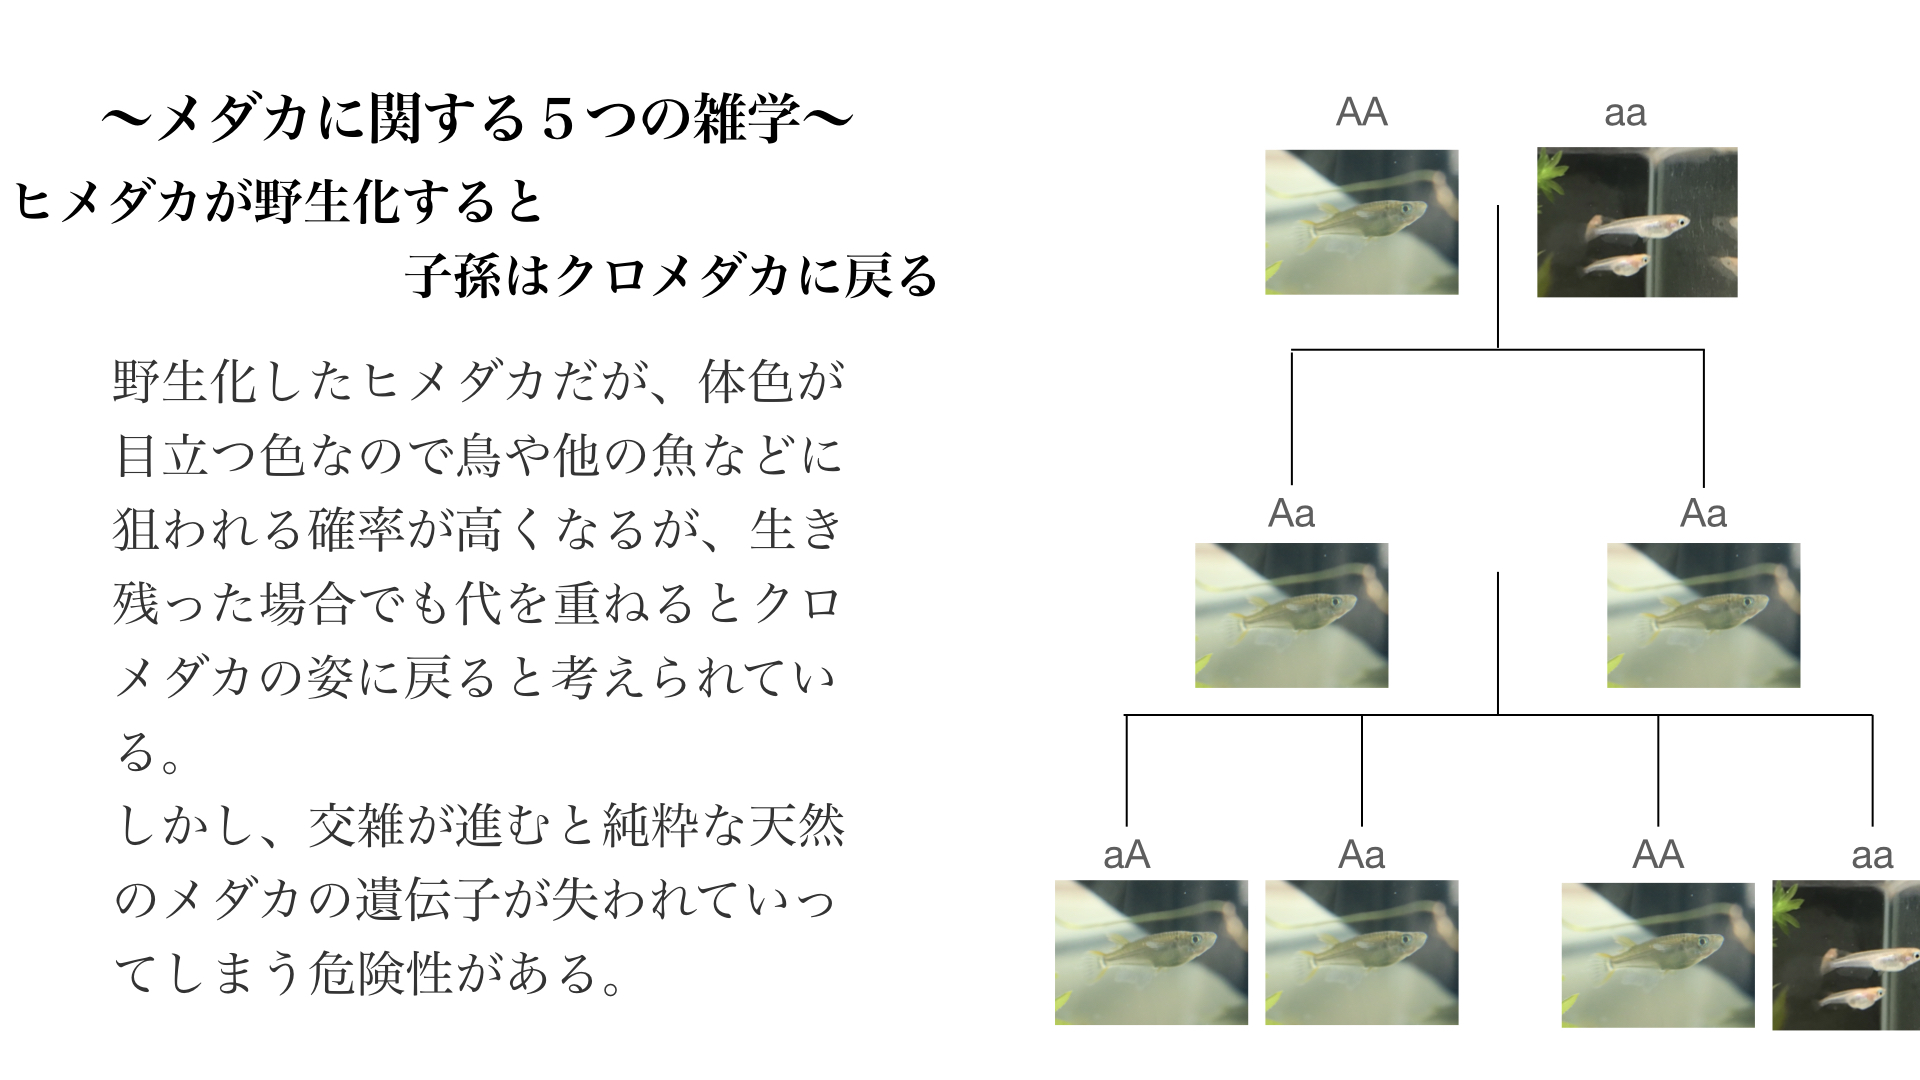 ～メダカに関する５つの雑学～
ヒメダカが野生化すると
子孫はクロメダカに戻る
野生化したヒメダカだが、体色が
目立つ色なので鳥や他の魚などに
狙われる確率が高くなるが、生き
残った場合でも代を重ねるとクロ
メダカの姿に戻ると考えられてい
る。
しかし、交雑が進むと純粋な天然
のメダカの遺伝子が失われていっ
てしまう危険性がある。
AA
aa
Aa
Aa
aA
Aa
AA
aa